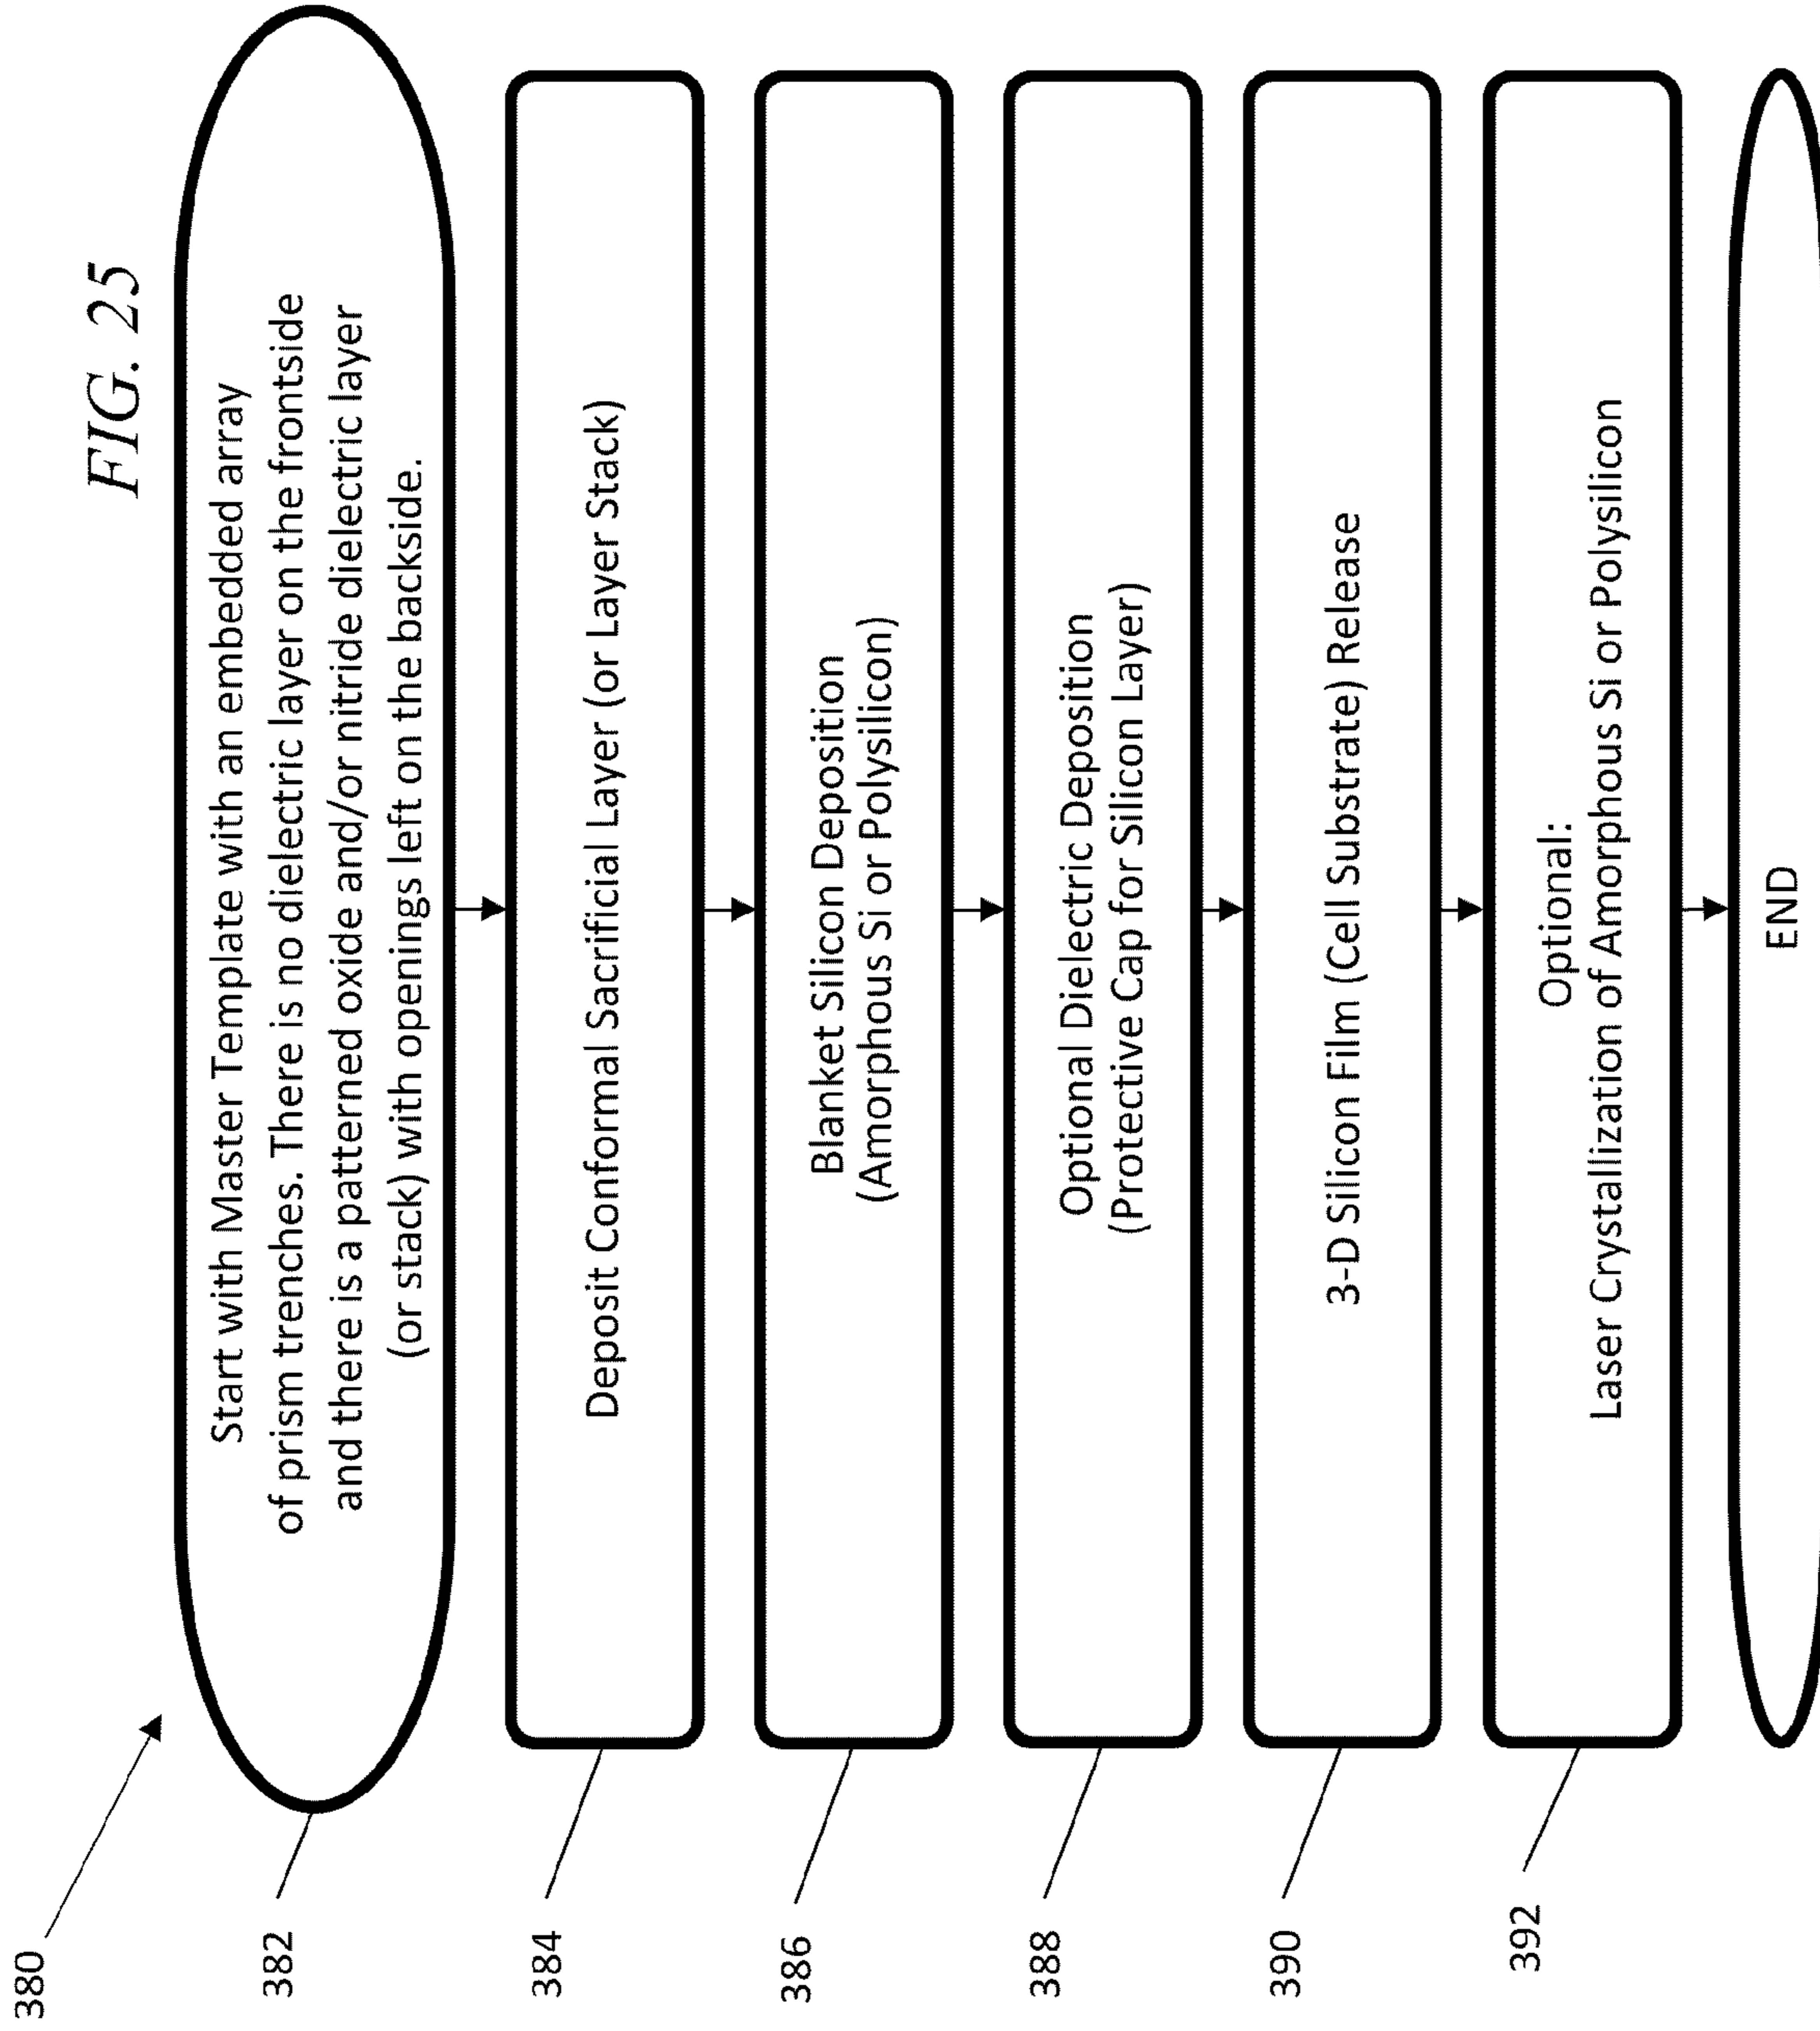 FIG. 25
380
382
Start with Master Template with an embedded array
of prism trenches. There is no dielectric layer on the frontside
and there is a patterned oxide and/or nitride dielectric layer
(or stack) with openings left on the backside.
384
Deposit Conformal Sacrificial Layer (or Layer Stack)
386
Blanket Silicon Deposition
(Amorphous Si or Polysilicon)
388
Optional Dielectric Deposition
(Protective Cap for Silicon Layer)
390
3-D Silicon Film (Cell Substrate) Release
392
Optional:
Laser Crystallization of Amorphous Si or Polysilicon
END